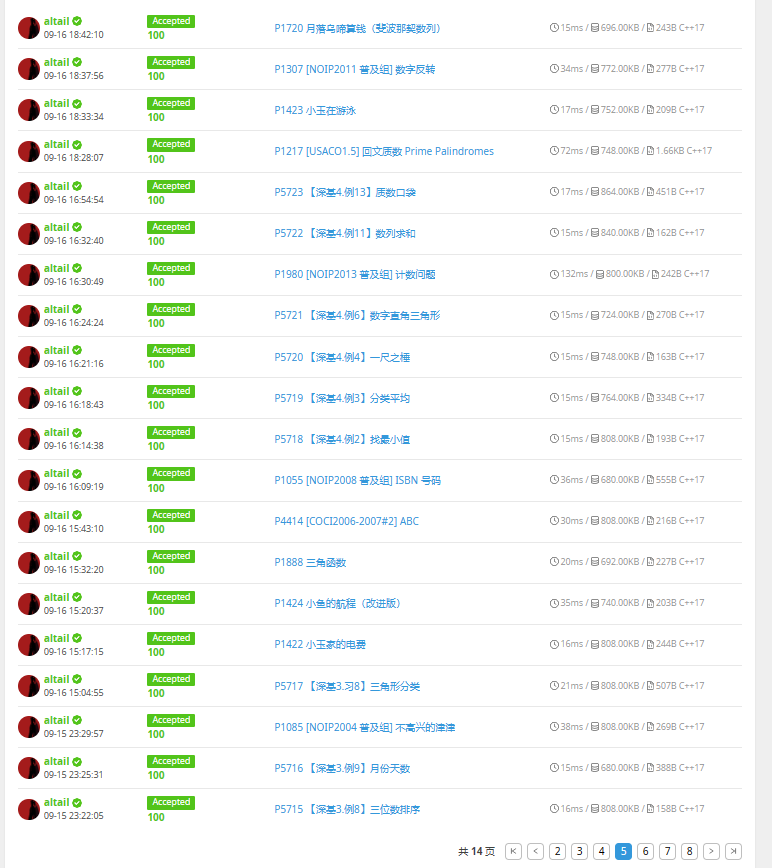 altail
09-16 18:42:10
Accepted
100
P1720 月落乌啼算钱（斐波那契数列）
15ms / 696.00KB / 243B C++17
altail
09-16 18:37:56
Accepted
100
P1307 [NOIP2011 普及组] 数字反转
34ms / 772.00KB / 277B C++17
altail
09-16 18:33:34
Accepted
100
P1423 小玉在游泳
17ms / 752.00KB / 209B C++17
altail
09-16 18:28:07
Accepted
100
P1217 [USACO1.5] 回文质数 Prime Palindromes
72ms / 748.00KB / 1.66KB C++17
altail
09-16 16:54:54
Accepted
100
P5723 【深基4.例13】质数口袋
17ms / 864.00KB / 451B C++17
altail
09-16 16:32:40
Accepted
100
P5722 【深基4.例11】数列求和
15ms / 840.00KB / 162B C++17
altail
09-16 16:30:49
Accepted
100
P1980 [NOIP2013 普及组] 计数问题
132ms / 800.00KB / 242B C++17
altail
09-16 16:24:24
Accepted
100
P5721 【深基4.例6】数字直角三角形
15ms / 724.00KB / 270B C++17
altail
09-16 16:21:16
Accepted
100
P5720 【深基4.例4】一尺之棰
15ms / 748.00KB / 163B C++17
altail
09-16 16:18:43
Accepted
100
P5719 【深基4.例3】分类平均
15ms / 764.00KB / 334B C++17
altail
09-16 16:14:38
Accepted
100
P5718 【深基4.例2】找最小值
15ms / 808.00KB / 193B C++17
altail
09-16 16:09:19
Accepted
100
P1055 [NOIP2008 普及组] ISBN 号码
36ms / 680.00KB / 555B C++17
altail
09-16 15:43:10
Accepted
100
P4414 [COCI2006-2007#2] ABC
30ms / 808.00KB / 216B C++17
altail
09-16 15:32:20
Accepted
100
P1888 三角函数
20ms / 692.00KB / 227B C++17
altail
09-16 15:20:37
Accepted
100
P1424 小鱼的航程（改进版）
35ms / 740.00KB / 203B C++17
altail
09-16 15:17:15
Accepted
100
P1422 小玉家的电费
16ms / 808.00KB / 244B C++17
altail
09-16 15:04:55
Accepted
100
P5717 【深基3.习8】三角形分类
21ms / 808.00KB / 507B C++17
altail
09-15 23:29:57
Accepted
100
P1085 [NOIP2004 普及组] 不高兴的津津
38ms / 808.00KB / 269B C++17
altail
09-15 23:25:31
Accepted
100
P5716 【深基3.例9】月份天数
15ms / 680.00KB / 388B C++17
altail
09-15 23:22:05
Accepted
100
P5715 【深基3.例8】三位数排序
16ms / 808.00KB / 158B C++17
共 14 页 2 3 4 5 6 7 8